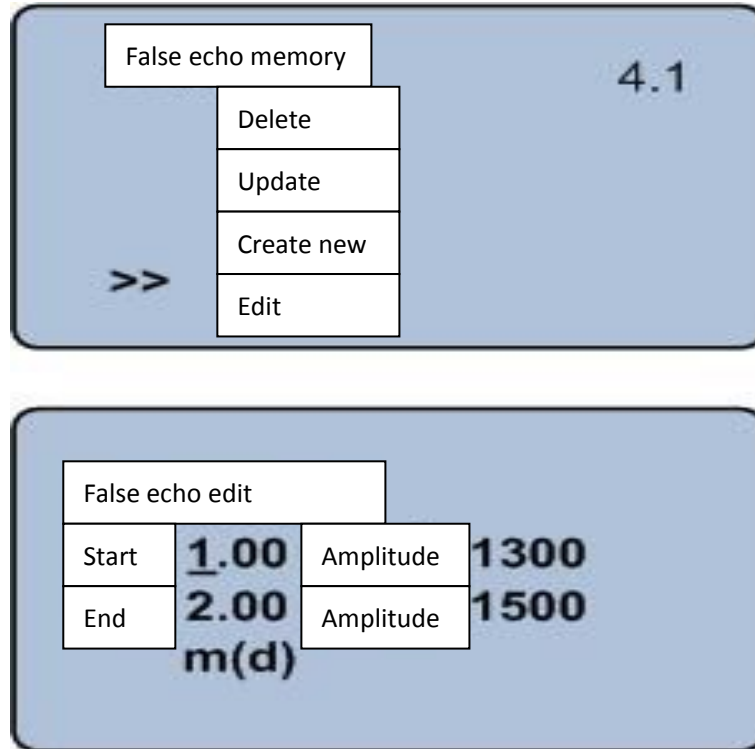 False echo memory
4.1
Delete
Update
Create new
>> Edit
False echo edit
Start 1.00 Amplitude 1300
End 2.00 Amplitude 1500
m(d)